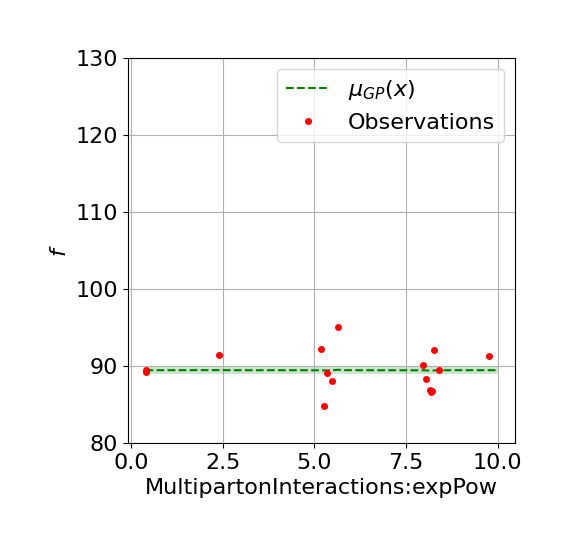 130
120
110
100
90
80
f
μGP(x)
Observations
0.0 2.5 5.0 7.5 10.0
MultipartonInteractions:expPow